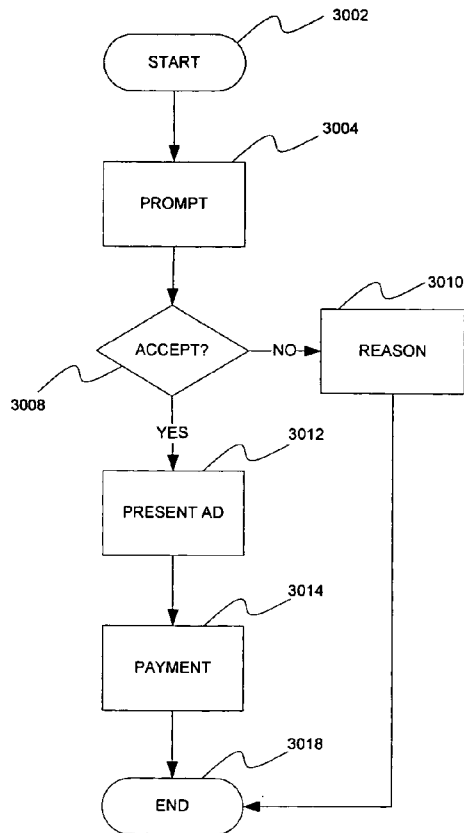 3002
START
3004
PROMPT
3010
ACCEPT?
NO
REASON
3008
YES
3012
PRESENT AD
3014
PAYMENT
3018
END